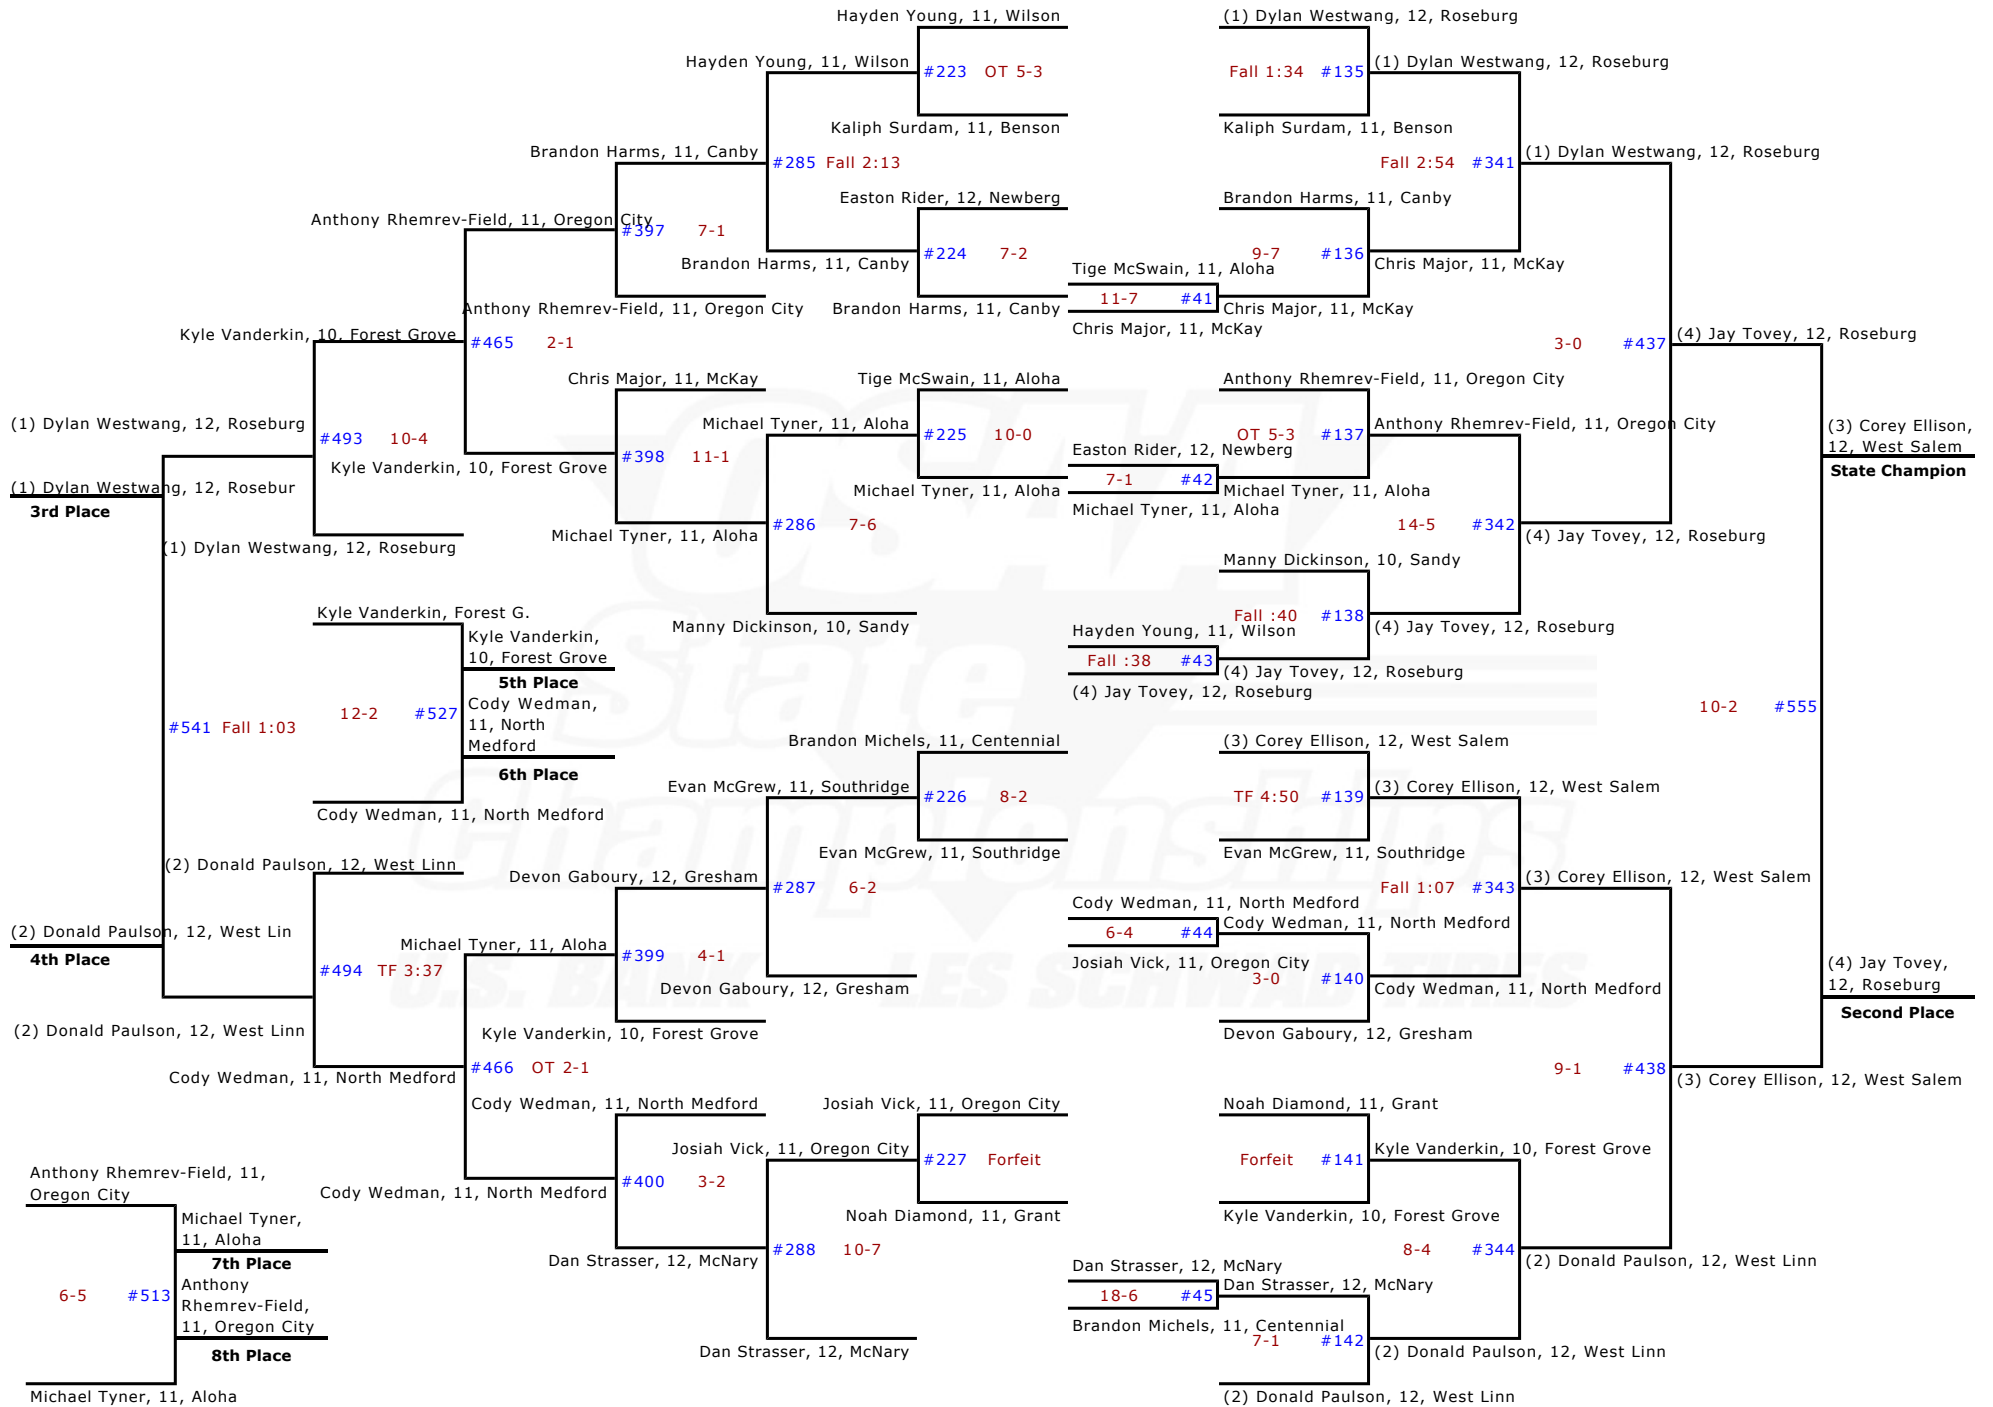 Hayden Young, 11, Wilson
(1) Dylan Westwang, 12, Roseburg
Hayden Young, 11, Wilson
#223 OT 5-3
Fall 1:34 #135
(1) Dylan Westwang, 12, Roseburg
Kaliph Surdam, 11, Benson
Kaliph Surdam, 11, Benson
Brandon Harms, 11, Canby
#285 Fall 2:13
Fall 2:54 #341
(1) Dylan Westwang, 12, Roseburg
Easton Rider, 12, Newberg
Brandon Harms, 11, Canby
Anthony Rhemrev-Field, 11, Oregon City
#397 7-1
Brandon Harms, 11, Canby
#224 7-2
9-7 #136
Chris Major, 11, McKay
Tige McSwain, 11, Aloha
11-7 #41
Anthony Rhemrev-Field, 11, Oregon City
Brandon Harms, 11, Canby
Chris Major, 11, McKay
Chris Major, 11, McKay
Kyle Vanderkin, 10, Forest Grove
#465 2-1
3-0 #437
(4) Jay Tovey, 12, Roseburg
Chris Major, 11, McKay
Tige McSwain, 11, Aloha
Anthony Rhemrev-Field, 11, Oregon City
(1) Dylan Westwang, 12, Roseburg
#493 10-4
Michael Tyner, 11, Aloha
#225 10-0
OT 5-3 #137
Anthony Rhemrev-Field, 11, Oregon City
(3) Corey Ellison,
12, West Salem
State Champion
Kyle Vanderkin, 10, Forest Grove
#398 11-1
Easton Rider, 12, Newberg
7-1 #42
Michael Tyner, 11, Aloha
Michael Tyner, 11, Aloha
Michael Tyner, 11, Aloha
(1) Dylan Westwang, 12, Rosebur
3rd Place
Michael Tyner, 11, Aloha
#286 7-6
14-5 #342
(4) Jay Tovey, 12, Roseburg
(1) Dylan Westwang, 12, Roseburg
Manny Dickinson, 10, Sandy
OSAA
State
Championships
U.S. BANK LES SCHWAB TIRES
Kyle Vanderkin, Forest G.
Kyle Vanderkin,
10, Forest Grove
5th Place
Manny Dickinson, 10, Sandy
Fall :40 #138
(4) Jay Tovey, 12, Roseburg
Hayden Young, 11, Wilson
Fall :38 #43
(4) Jay Tovey, 12, Roseburg
(4) Jay Tovey, 12, Roseburg
#541 Fall 1:03
12-2 #527
Cody Wedman,
11, North
Medford
6th Place
10-2 #555
Brandon Michels, 11, Centennial
(3) Corey Ellison, 12, West Salem
Cody Wedman, 11, North Medford
Evan McGrew, 11, Southridge
#226 8-2
TF 4:50 #139
(3) Corey Ellison, 12, West Salem
Evan McGrew, 11, Southridge
Evan McGrew, 11, Southridge
(2) Donald Paulson, 12, West Linn
Devon Gaboury, 12, Gresham
#287 6-2
Fall 1:07 #343
(3) Corey Ellison, 12, West Salem
Cody Wedman, 11, North Medford
6-4 #44
Cody Wedman, 11, North Medford
Josiah Vick, 11, Oregon City
(2) Donald Paulson, 12, West Lin
4th Place
#494 TF 3:37
Michael Tyner, 11, Aloha
#399 4-1
Devon Gaboury, 12, Gresham
3-0 #140
Cody Wedman, 11, North Medford
(4) Jay Tovey,
12, Roseburg
Second Place
(2) Donald Paulson, 12, West Linn
Kyle Vanderkin, 10, Forest Grove
Devon Gaboury, 12, Gresham
Cody Wedman, 11, North Medford
#466 OT 2-1
9-1 #438
(3) Corey Ellison, 12, West Salem
Cody Wedman, 11, North Medford
Josiah Vick, 11, Oregon City
Noah Diamond, 11, Grant
Josiah Vick, 11, Oregon City
#227 Forfeit
Forfeit #141
Kyle Vanderkin, 10, Forest Grove
Anthony Rhemrev-Field, 11,
Oregon City
Cody Wedman, 11, North Medford
#400 3-2
Noah Diamond, 11, Grant
Kyle Vanderkin, 10, Forest Grove
Michael Tyner,
11, Aloha
7th Place
Dan Strasser, 12, McNary
#288 10-7
8-4 #344
(2) Donald Paulson, 12, West Linn
6-5 #513
Anthony
Rhemrev-Field,
11, Oregon City
8th Place
Dan Strasser, 12, McNary
18-6 #45
Dan Strasser, 12, McNary
Brandon Michels, 11, Centennial
7-1 #142
Dan Strasser, 12, McNary
(2) Donald Paulson, 12, West Linn
Michael Tyner, 11, Aloha
(2) Donald Paulson, 12, West Linn